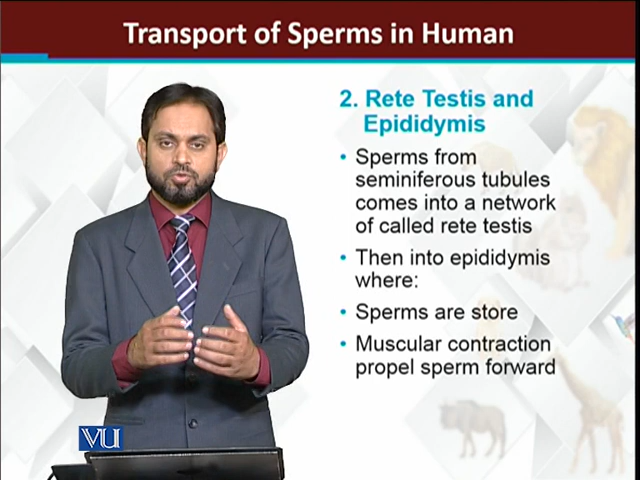 Transport of Sperms in Human
2. Rete Testis and
Epididymis
• Sperms from
seminiferous tubules
comes into a network
of called rete testis
• Then into epididymis
where:
• Sperms are store
• Muscular contraction
propel sperm forward
VU